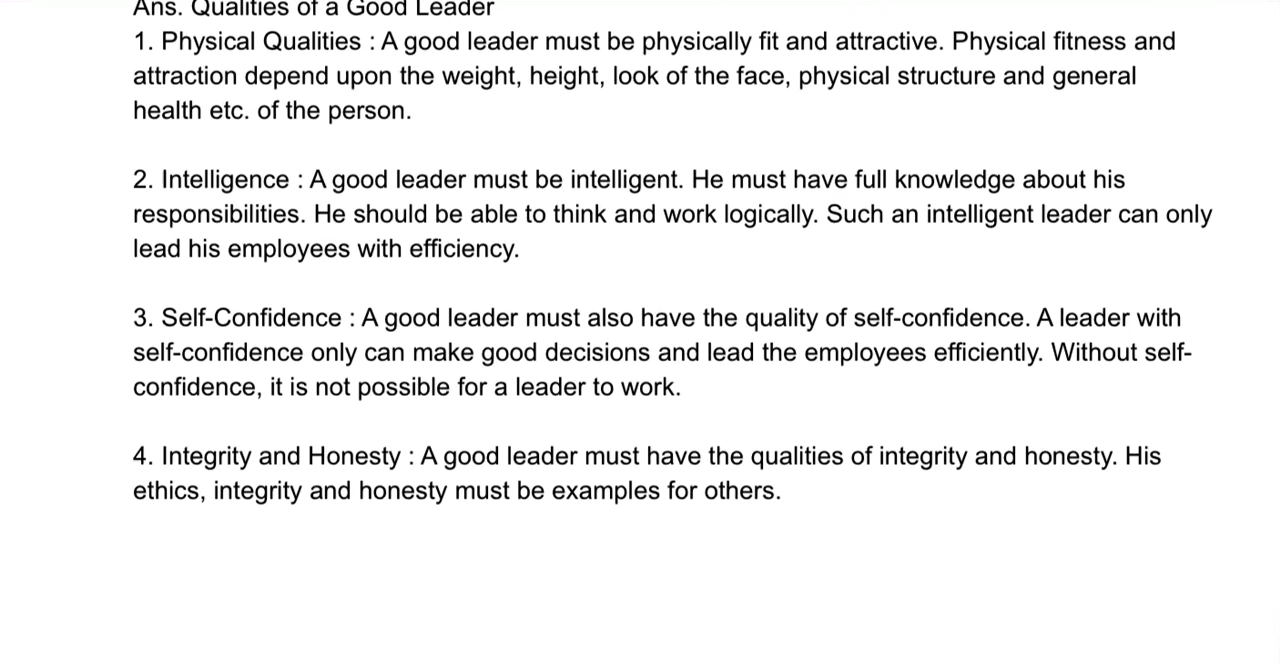 Ans. Qualities of a Good Leader
1. Physical Qualities : A good leader must be physically fit and attractive. Physical fitness and
attraction depend upon the weight, height, look of the face, physical structure and general
health etc. of the person.
2. Intelligence : A good leader must be intelligent. He must have full knowledge about his
responsibilities. He should be able to think and work logically. Such an intelligent leader can only
lead his employees with efficiency.
3. Self-Confidence : A good leader must also have the quality of self-confidence. A leader with
self-confidence only can make good decisions and lead the employees efficiently. Without self-
confidence, it is not possible for a leader to work.
4. Integrity and Honesty : A good leader must have the qualities of integrity and honesty. His
ethics, integrity and honesty must be examples for others.